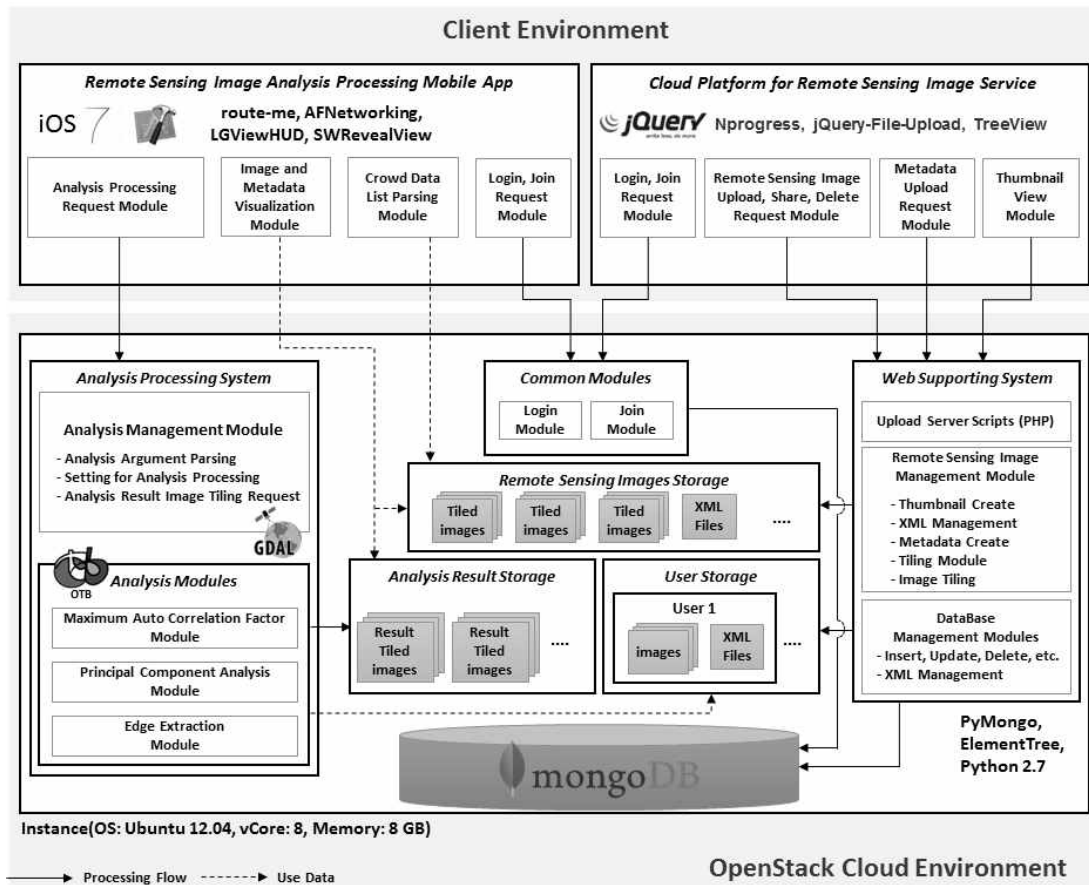 Client Environment
Remote Sensing Image Analysis Processing Mobile App
iOS 7
route-me, AFNetworking,
LGViewHUD, SWRevealView
Analysis Processing
Request Module
Image and
Metadata
Visualization
Module
Crowd Data
List Parsing
Module
Login, Join
Request
Module
Cloud Platform for Remote Sensing Image Service
jQuery
write less, do more.
Nprogress, jQuery-File-Upload, TreeView
Login, Join
Request
Module
Remote Sensing Image
Upload, Share, Delete
Request Module
Metadata
Upload
Request
Module
Thumbnail
View
Module
Analysis Processing System
Analysis Management Module
- Analysis Argument Parsing
- Setting for Analysis Processing
- Analysis Result Image Tiling Request
GDAL
OTB
Analysis Modules
Maximum Auto Correlation Factor
Module
Principal Component Analysis
Module
Edge Extraction
Module
Common Modules
Login
Module
Join
Module
Remote Sensing Images Storage
Tiled
images
Tiled
images
Tiled
images
XML
Files
....
Analysis Result Storage
Result
Tiled
images
Result
Tiled
images
....
User Storage
User 1
images
XML
Files
....
Web Supporting System
Upload Server Scripts (PHP)
Remote Sensing Image
Management Module
- Thumbnail Create
- XML Management
- Metadata Create
- Tiling Module
- Image Tiling
DataBase
Management Modules
- Insert, Update, Delete, etc.
- XML Management
mongoDB
PyMongo,
ElementTree,
Python 2.7
Instance(OS: Ubuntu 12.04, vCore: 8, Memory: 8 GB)
OpenStack Cloud Environment
Processing Flow
Use Data